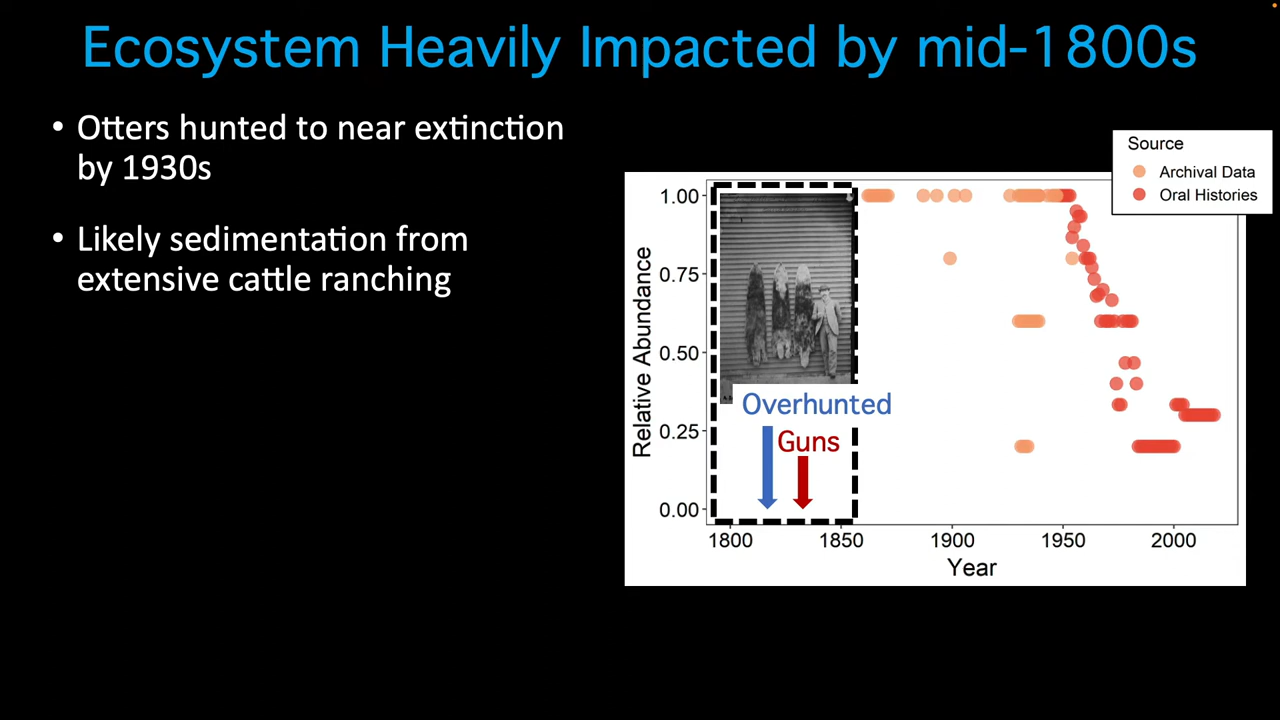 Ecosystem Heavily Impacted by mid-1800s
• Otters hunted to near extinction
by 1930s
• Likely sedimentation from
extensive cattle ranching
Source
Archival Data
Oral Histories
Relative Abundance
1.00
0.75
0.50
0.25
0.00
Overhunted
Guns
1800
1850
1900
1950
2000
Year